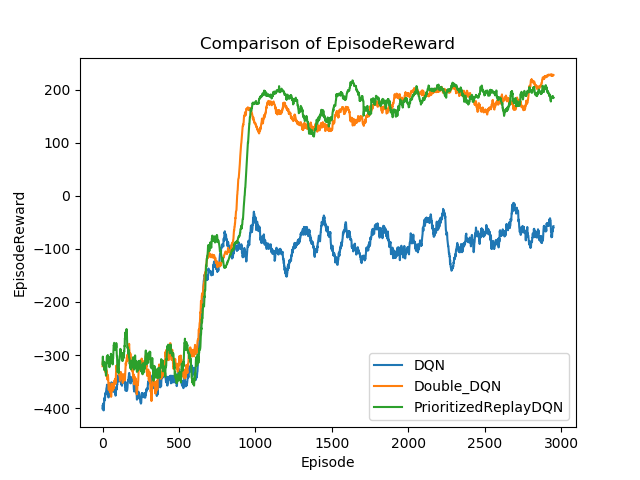 Comparison of EpisodeReward
EpisodeReward
200
100
0
−100
−200
−300
−400
0
500
1000
1500
2000
2500
3000
Episode
DQN
Double_DQN
PrioritizedReplayDQN